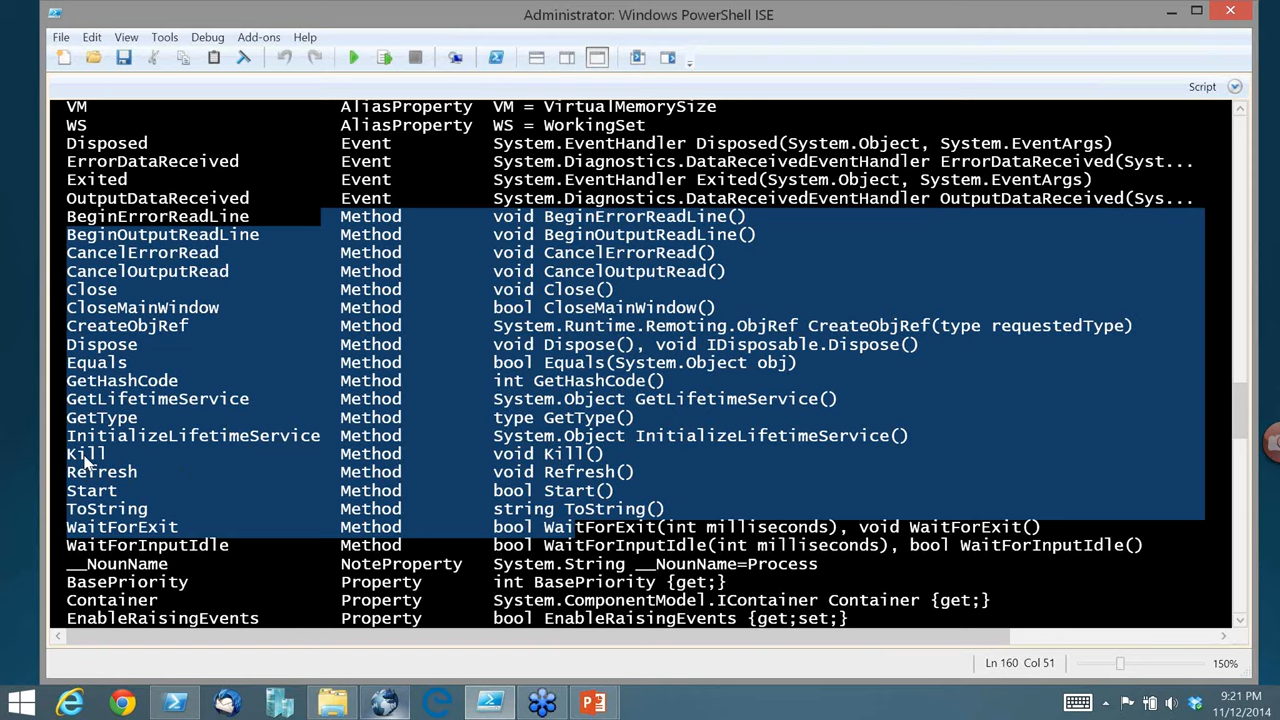 Administrator: Windows PowerShell ISE
File Edit View Tools Debug Add-ons Help
Script
VM AliasProperty VM = VirtualMemorySize
WS AliasProperty WS = WorkingSet
Disposed Event System.EventHandler Disposed(System.Object, System.EventArgs)
ErrorDataReceived Event System.Diagnostics.DataReceivedEventHandler ErrorDataReceived(Syst...
Exited Event System.EventHandler Exited(System.Object, System.EventArgs)
OutputDataReceived Event System.Diagnostics.DataReceivedEventHandler OutputDataReceived(Sys...
BeginErrorReadLine Method void BeginErrorReadLine()
BeginOutputReadLine Method void BeginOutputReadLine()
CancelErrorRead Method void CancelErrorRead()
CancelOutputRead Method void CancelOutputRead()
Close Method void Close()
CloseMainWindow Method bool CloseMainWindow()
CreateObjRef Method System.Runtime.Remoting.ObjRef CreateObjRef(type requestedType)
Dispose Method void Dispose(), void IDisposable.Dispose()
Equals Method bool Equals(System.Object obj)
GetHashCode Method int GetHashCode()
GetLifetimeService Method System.Object GetLifetimeService()
GetType Method type GetType()
InitializeLifetimeService Method System.Object InitializeLifetimeService()
Kill Method void Kill()
Refresh Method void Refresh()
Start Method bool Start()
ToString Method string ToString()
WaitForExit Method bool WaitForExit(int milliseconds), void WaitForExit()
WaitForInputIdle Method bool WaitForInputIdle(int milliseconds), bool WaitForInputIdle()
__NounName NoteProperty System.String __NounName=Process
BasePriority Property int BasePriority {get;}
Container Property System.ComponentModel.IContainer Container {get;}
EnableRaisingEvents Property bool EnableRaisingEvents {get;set;}
Ln 160 Col 51 150%
9:21 PM
11/12/2014